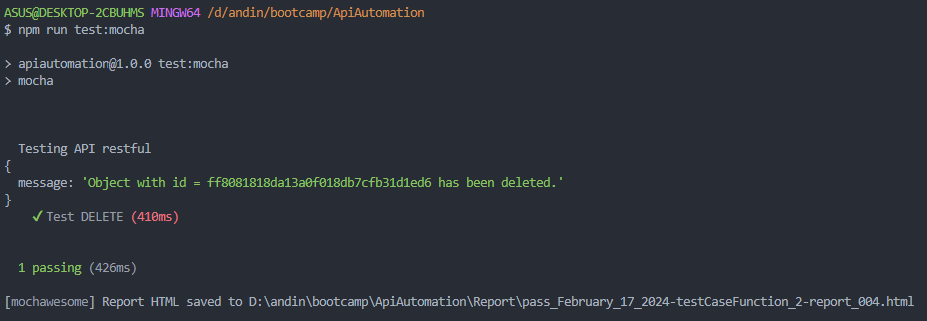 ASUS@DESKTOP-2CBUHMS MINGW64 /d/andin/bootcamp/ApiAutomation
$ npm run test:mocha
> apiautomation@1.0.0 test:mocha
> mocha
Testing API restful
{
message: 'Object with id = ff8081818da13a0f018db7cfb31d1ed6 has been deleted.'
}
✓ Test DELETE (410ms)
1 passing (426ms)
[mochawesome] Report HTML saved to D:\andin\bootcamp\ApiAutomation\Report\pass_February_17_2024-testCaseFunction_2-report_004.html